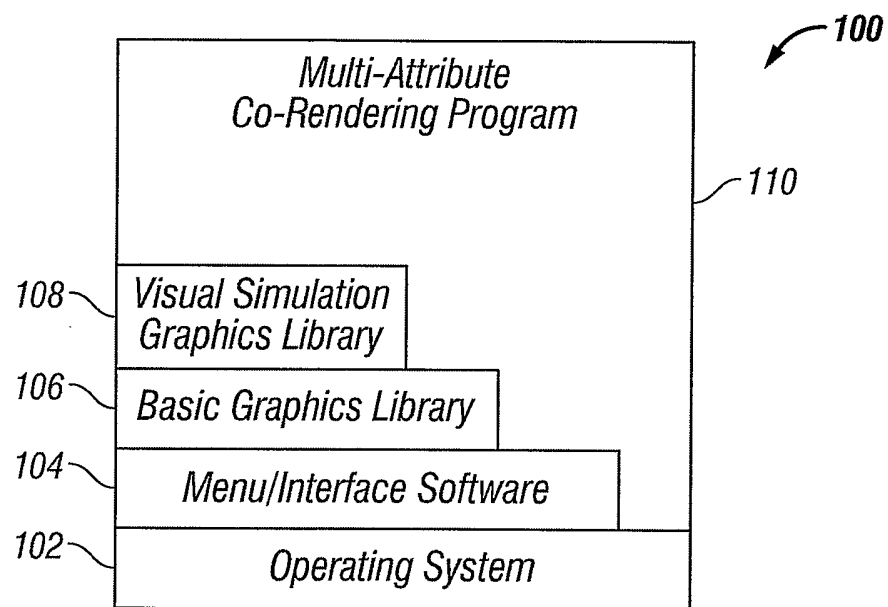 100
Multi-Attribute
Co-Rendering Program
110
108
Visual Simulation
Graphics Library
106
Basic Graphics Library
104
Menu/Interface Software
102
Operating System